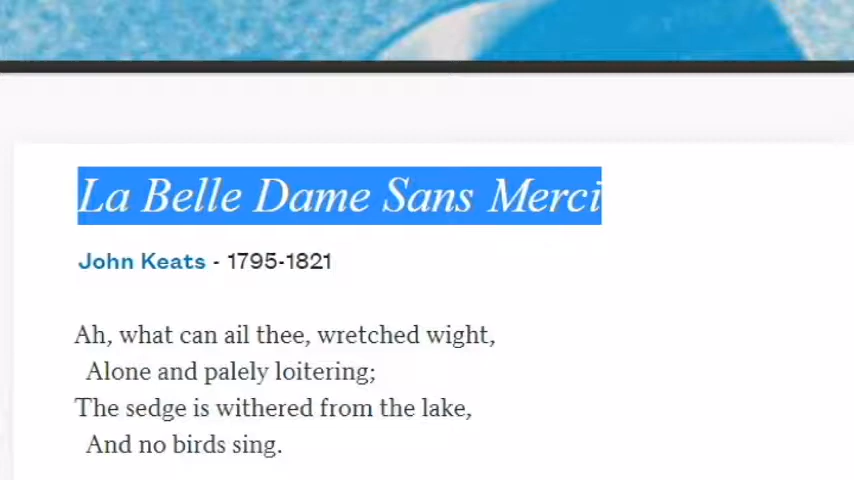 La Belle Dame Sans Merci
John Keats - 1795-1821
Ah, what can ail thee, wretched wight,
Alone and palely loitering;
The sedge is withered from the lake,
And no birds sing.